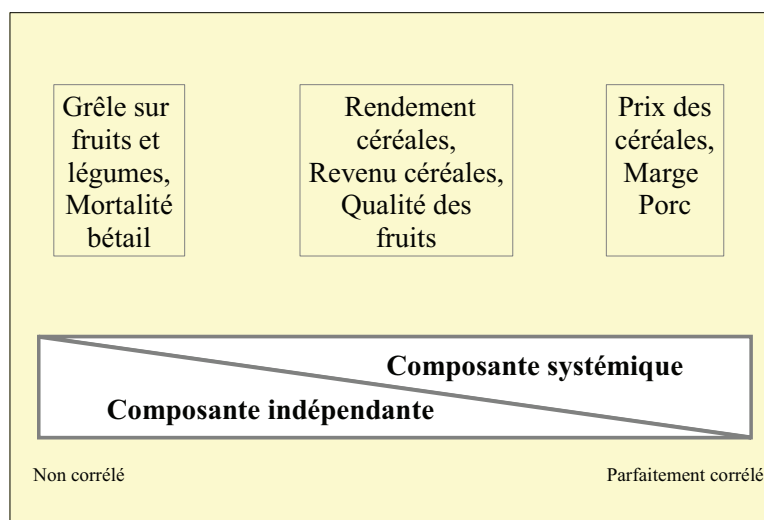 Grêle sur
fruits et
légumes,
Mortalité
bétail
Rendement
céréales,
Revenu céréales,
Qualité des
fruits
Prix des
céréales,
Marge
Porc
Composante systémique
Composante indépendante
Non corrélé
Parfaitement corrélé